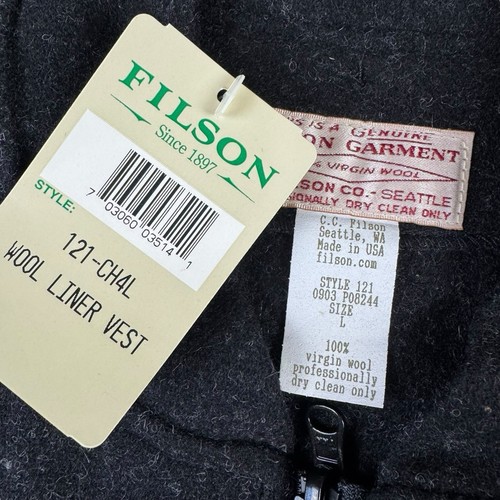 FILSON
Since 1897
7 03060 03514 1
STYLE:
121-CH4L
WOOL LINER VEST
IS A GENUINE
ON GARMENT
% VIRGIN WOOL
SON CO., SEATTLE
IONALLY DRY CLEAN ONLY
C.C. Filson
Seattle, WA
Made in USA
filson.com
STYLE 121
0903 P08244
SIZE
L
100%
virgin wool
professionally
dry clean only